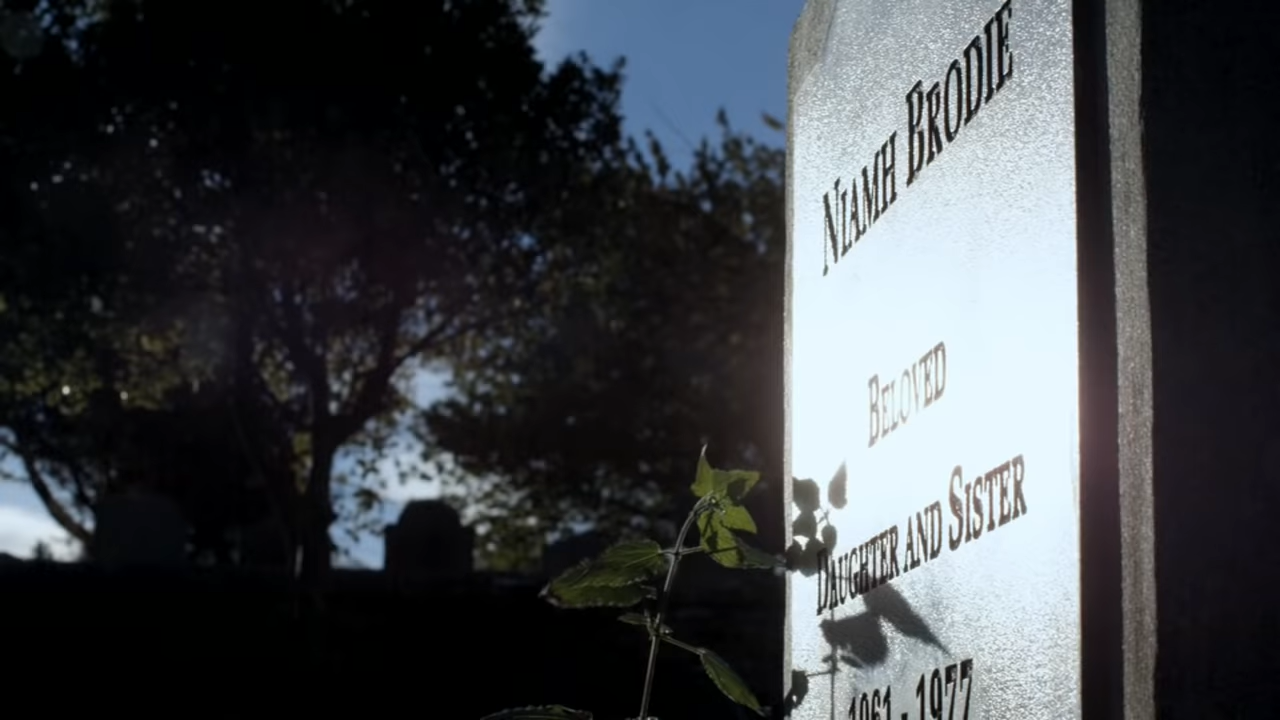 NIAMH BRODIE
BELOVED
DAUGHTER AND SISTER
1961 - 1977